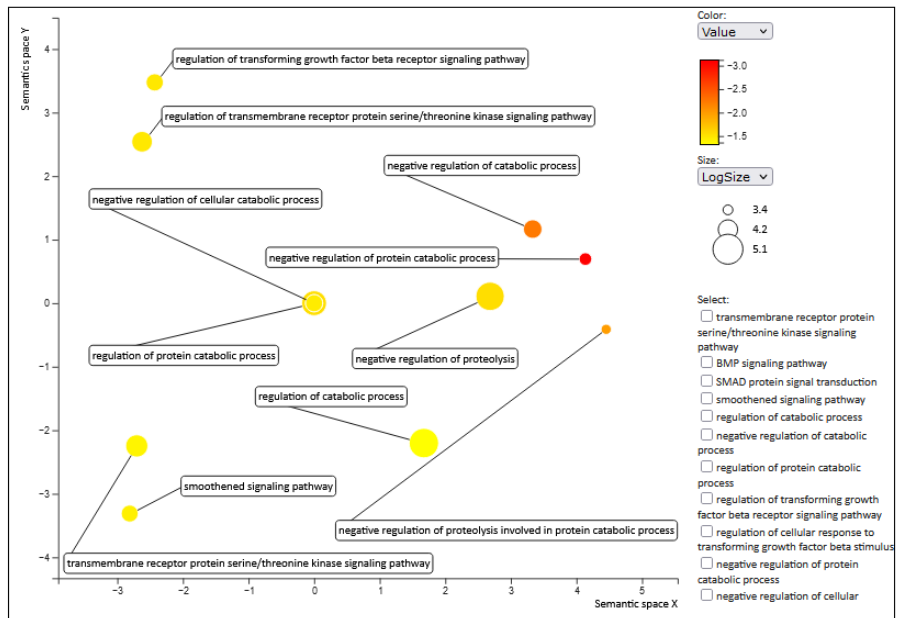 Semantic space Y
4
3
2
1
0
−1
−2
−3
−4
−3
−2
−1
0
1
2
3
4
5
Semantic space X
regulation of transforming growth factor beta receptor signaling pathway
regulation of transmembrane receptor protein serine/threonine kinase signaling pathway
negative regulation of catabolic process
negative regulation of cellular catabolic process
negative regulation of protein catabolic process
regulation of protein catabolic process
negative regulation of proteolysis
regulation of catabolic process
smoothened signaling pathway
negative regulation of proteolysis involved in protein catabolic process
transmembrane receptor protein serine/threonine kinase signaling pathway
Color:
Value
−3.0
−2.0
−1.5
Size:
LogSize
3.4
4.2
5.1
Select:
transmembrane receptor protein
serine/threonine kinase signaling
pathway
BMP signaling pathway
SMAD protein signal transduction
smoothened signaling pathway
regulation of catabolic process
negative regulation of catabolic
process
regulation of protein catabolic
process
regulation of transforming growth
factor beta receptor signaling pathway
regulation of cellular response to
transforming growth factor beta stimulus
negative regulation of protein
catabolic process
negative regulation of cellular